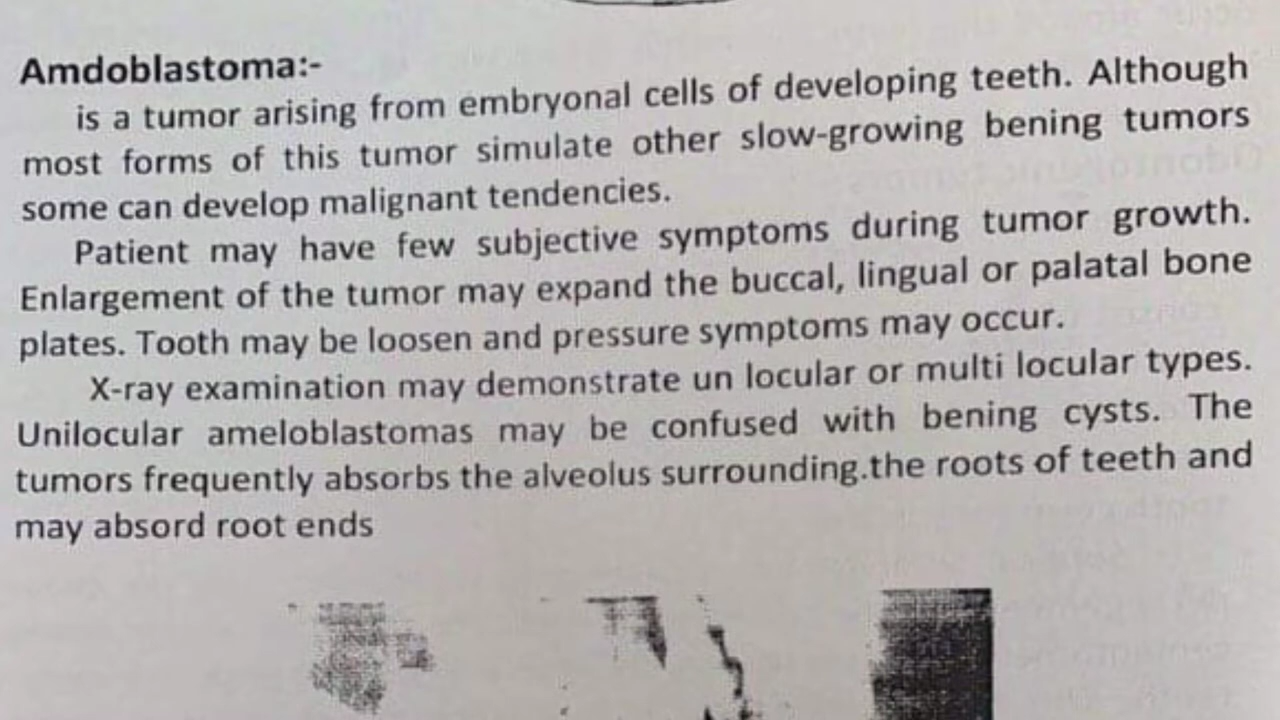 Amdoblastoma:-
is a tumor arising from embryonal cells of developing teeth. Although
most forms of this tumor simulate other slow-growing bening tumors
some can develop malignant tendencies.
Patient may have few subjective symptoms during tumor growth.
Enlargement of the tumor may expand the buccal, lingual or palatal bone
plates. Tooth may be loosen and pressure symptoms may occur.
X-ray examination may demonstrate un locular or multi locular types.
Unilocular ameloblastomas may be confused with bening cysts. The
tumors frequently absorbs the alveolus surrounding.the roots of teeth and
may absord root ends